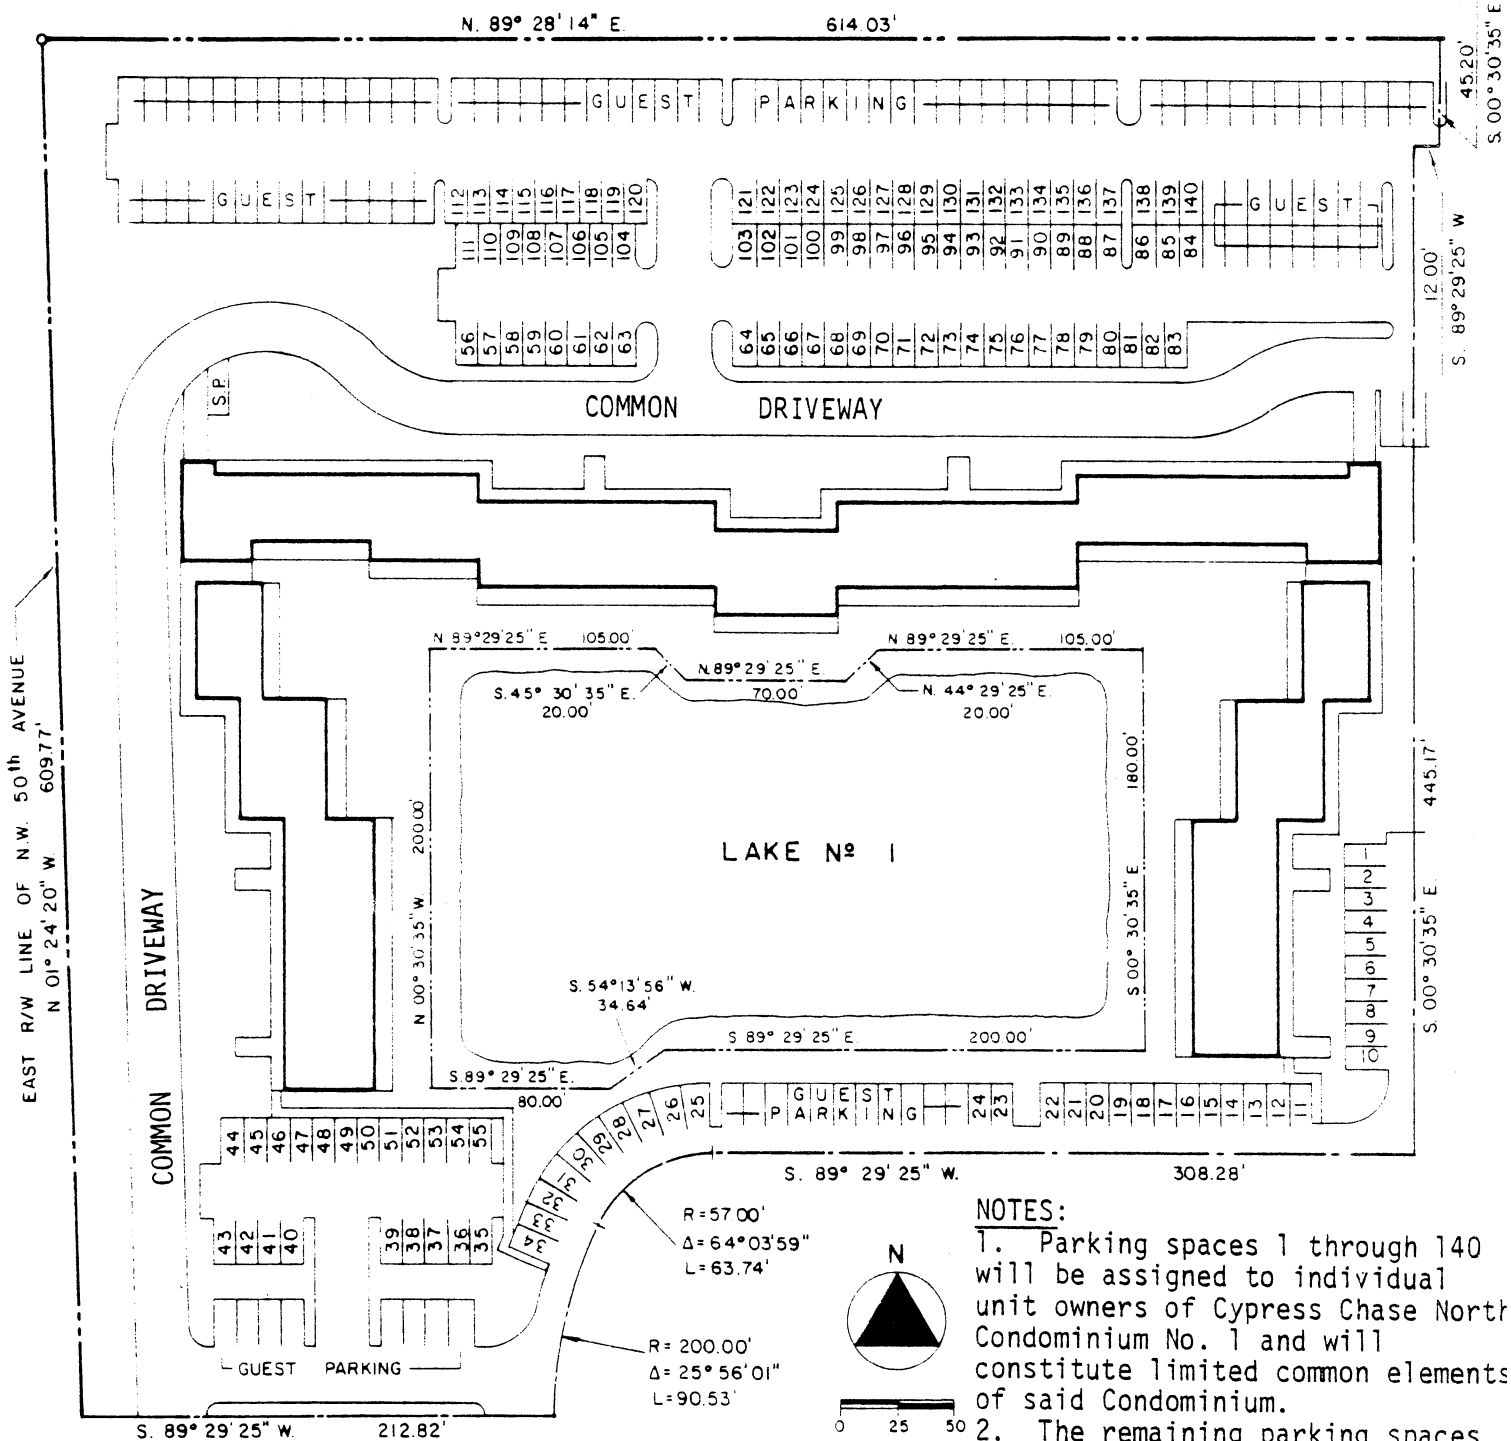 N. 89° 28' 14" E. 614.03'
45.20'
S. 00° 30' 35" E
GUEST PARKING
GUEST
112 113 114 115 116 117 118 119 120
121 122 123 124 125 126 127 128 129 130 131 132 133 134 135 136 137 138 139 140
GUEST
111 110 109 108 107 106 105 104
103 102 101 100 99 98 97 96 95 94 93 92 91 90 89 88 87 86 85 84
12.00'
S. 89° 29' 25" W
56 57 58 59 60 61 62 63
64 65 66 67 68 69 70 71 72 73 74 75 76 77 78 79 80 81 82 83
S.P.
COMMON DRIVEWAY
EAST R/W LINE OF N.W. 50th AVENUE
N 01° 24' 20" W. 609.77'
COMMON DRIVEWAY
N 89° 29' 25" E 105.00'
N 89° 29' 25" E. 105.00'
N. 89° 29' 25" E.
70.00'
S. 45° 30' 35" E.
20.00'
N. 44° 29' 25" E.
20.00'
N 00° 30' 35" W. 200.00'
LAKE Nº 1
S 00° 30' 35" E 180.00'
445.17'
S. 00° 30' 35" E.
1
2
3
4
5
6
7
8
9
10
S. 54° 13' 56" W.
34.64'
S 89° 29' 25" E. 200.00'
S. 89° 29' 25" E.
80.00'
GUEST
PARKING
34 33 32 31 30 29 28 27 26 25
24 23
22 21 20 19 18 17 16 15 14 13 12 11
44 45 46 47 48 49 50 51 52 53 54 55
43 42 41 40
39 38 37 36 35
S. 89° 29' 25" W. 308.28'
R = 57.00'
Δ = 64° 03' 59"
L = 63.74'
R = 200.00'
Δ = 25° 56' 01"
L = 90.53'
GUEST PARKING
S. 89° 29' 25" W. 212.82'
N
0 25 50
NOTES:
1. Parking spaces 1 through 140
will be assigned to individual
unit owners of Cypress Chase North
Condominium No. 1 and will
constitute limited common elements
of said Condominium.
2. The remaining parking spaces